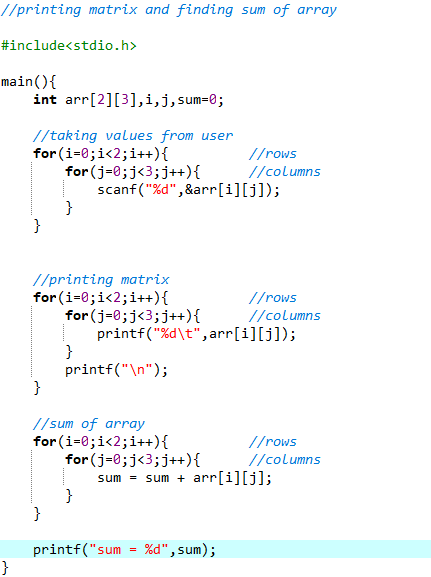 //printing matrix and finding sum of array
#include<stdio.h>
main(){
    int arr[2][3],i,j,sum=0;
    //taking values from user
    for(i=0;i<2;i++){          //rows
        for(j=0;j<3;j++){      //columns
            scanf("%d",&arr[i][j]);
        }
    }
    //printing matrix
    for(i=0;i<2;i++){          //rows
        for(j=0;j<3;j++){      //columns
            printf("%d\t",arr[i][j]);
        }
        printf("\n");
    }
    //sum of array
    for(i=0;i<2;i++){          //rows
        for(j=0;j<3;j++){      //columns
            sum = sum + arr[i][j];
        }
    }
    printf("sum = %d",sum);
}